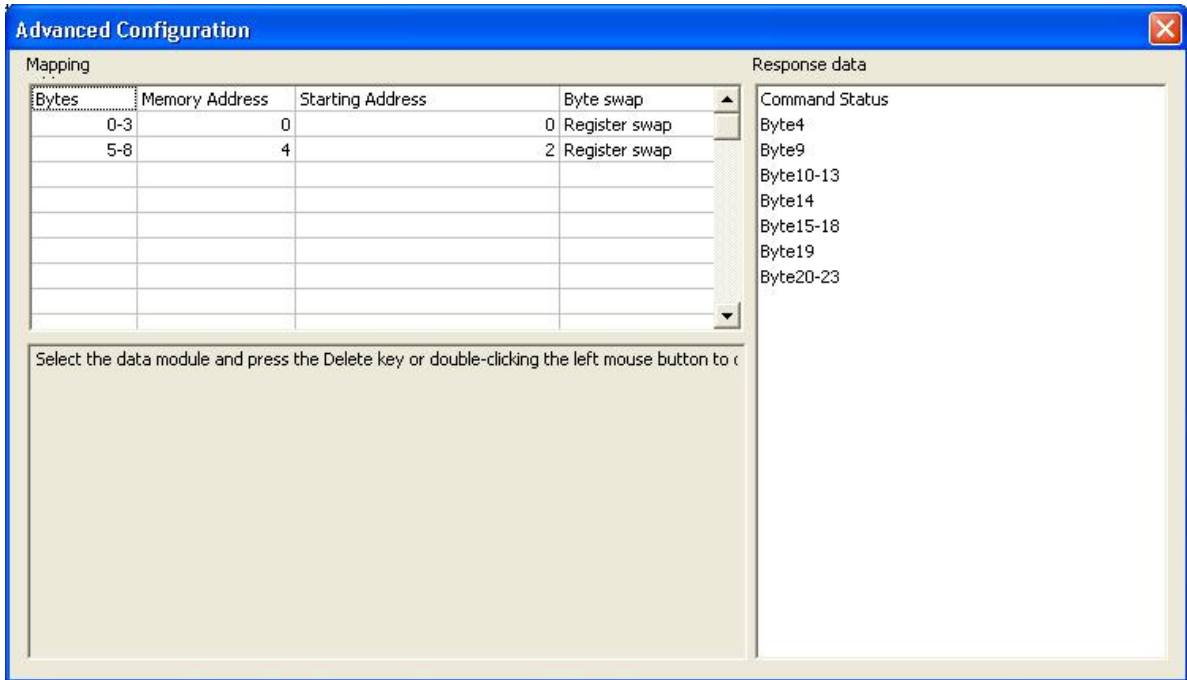 Advanced Configuration
Mapping
Bytes Memory Address Starting Address Byte swap
0-3 0 0 Register swap
5-8 4 2 Register swap
Select the data module and press the Delete key or double-clicking the left mouse button to
Response data
Command Status
Byte4
Byte9
Byte10-13
Byte14
Byte15-18
Byte19
Byte20-23